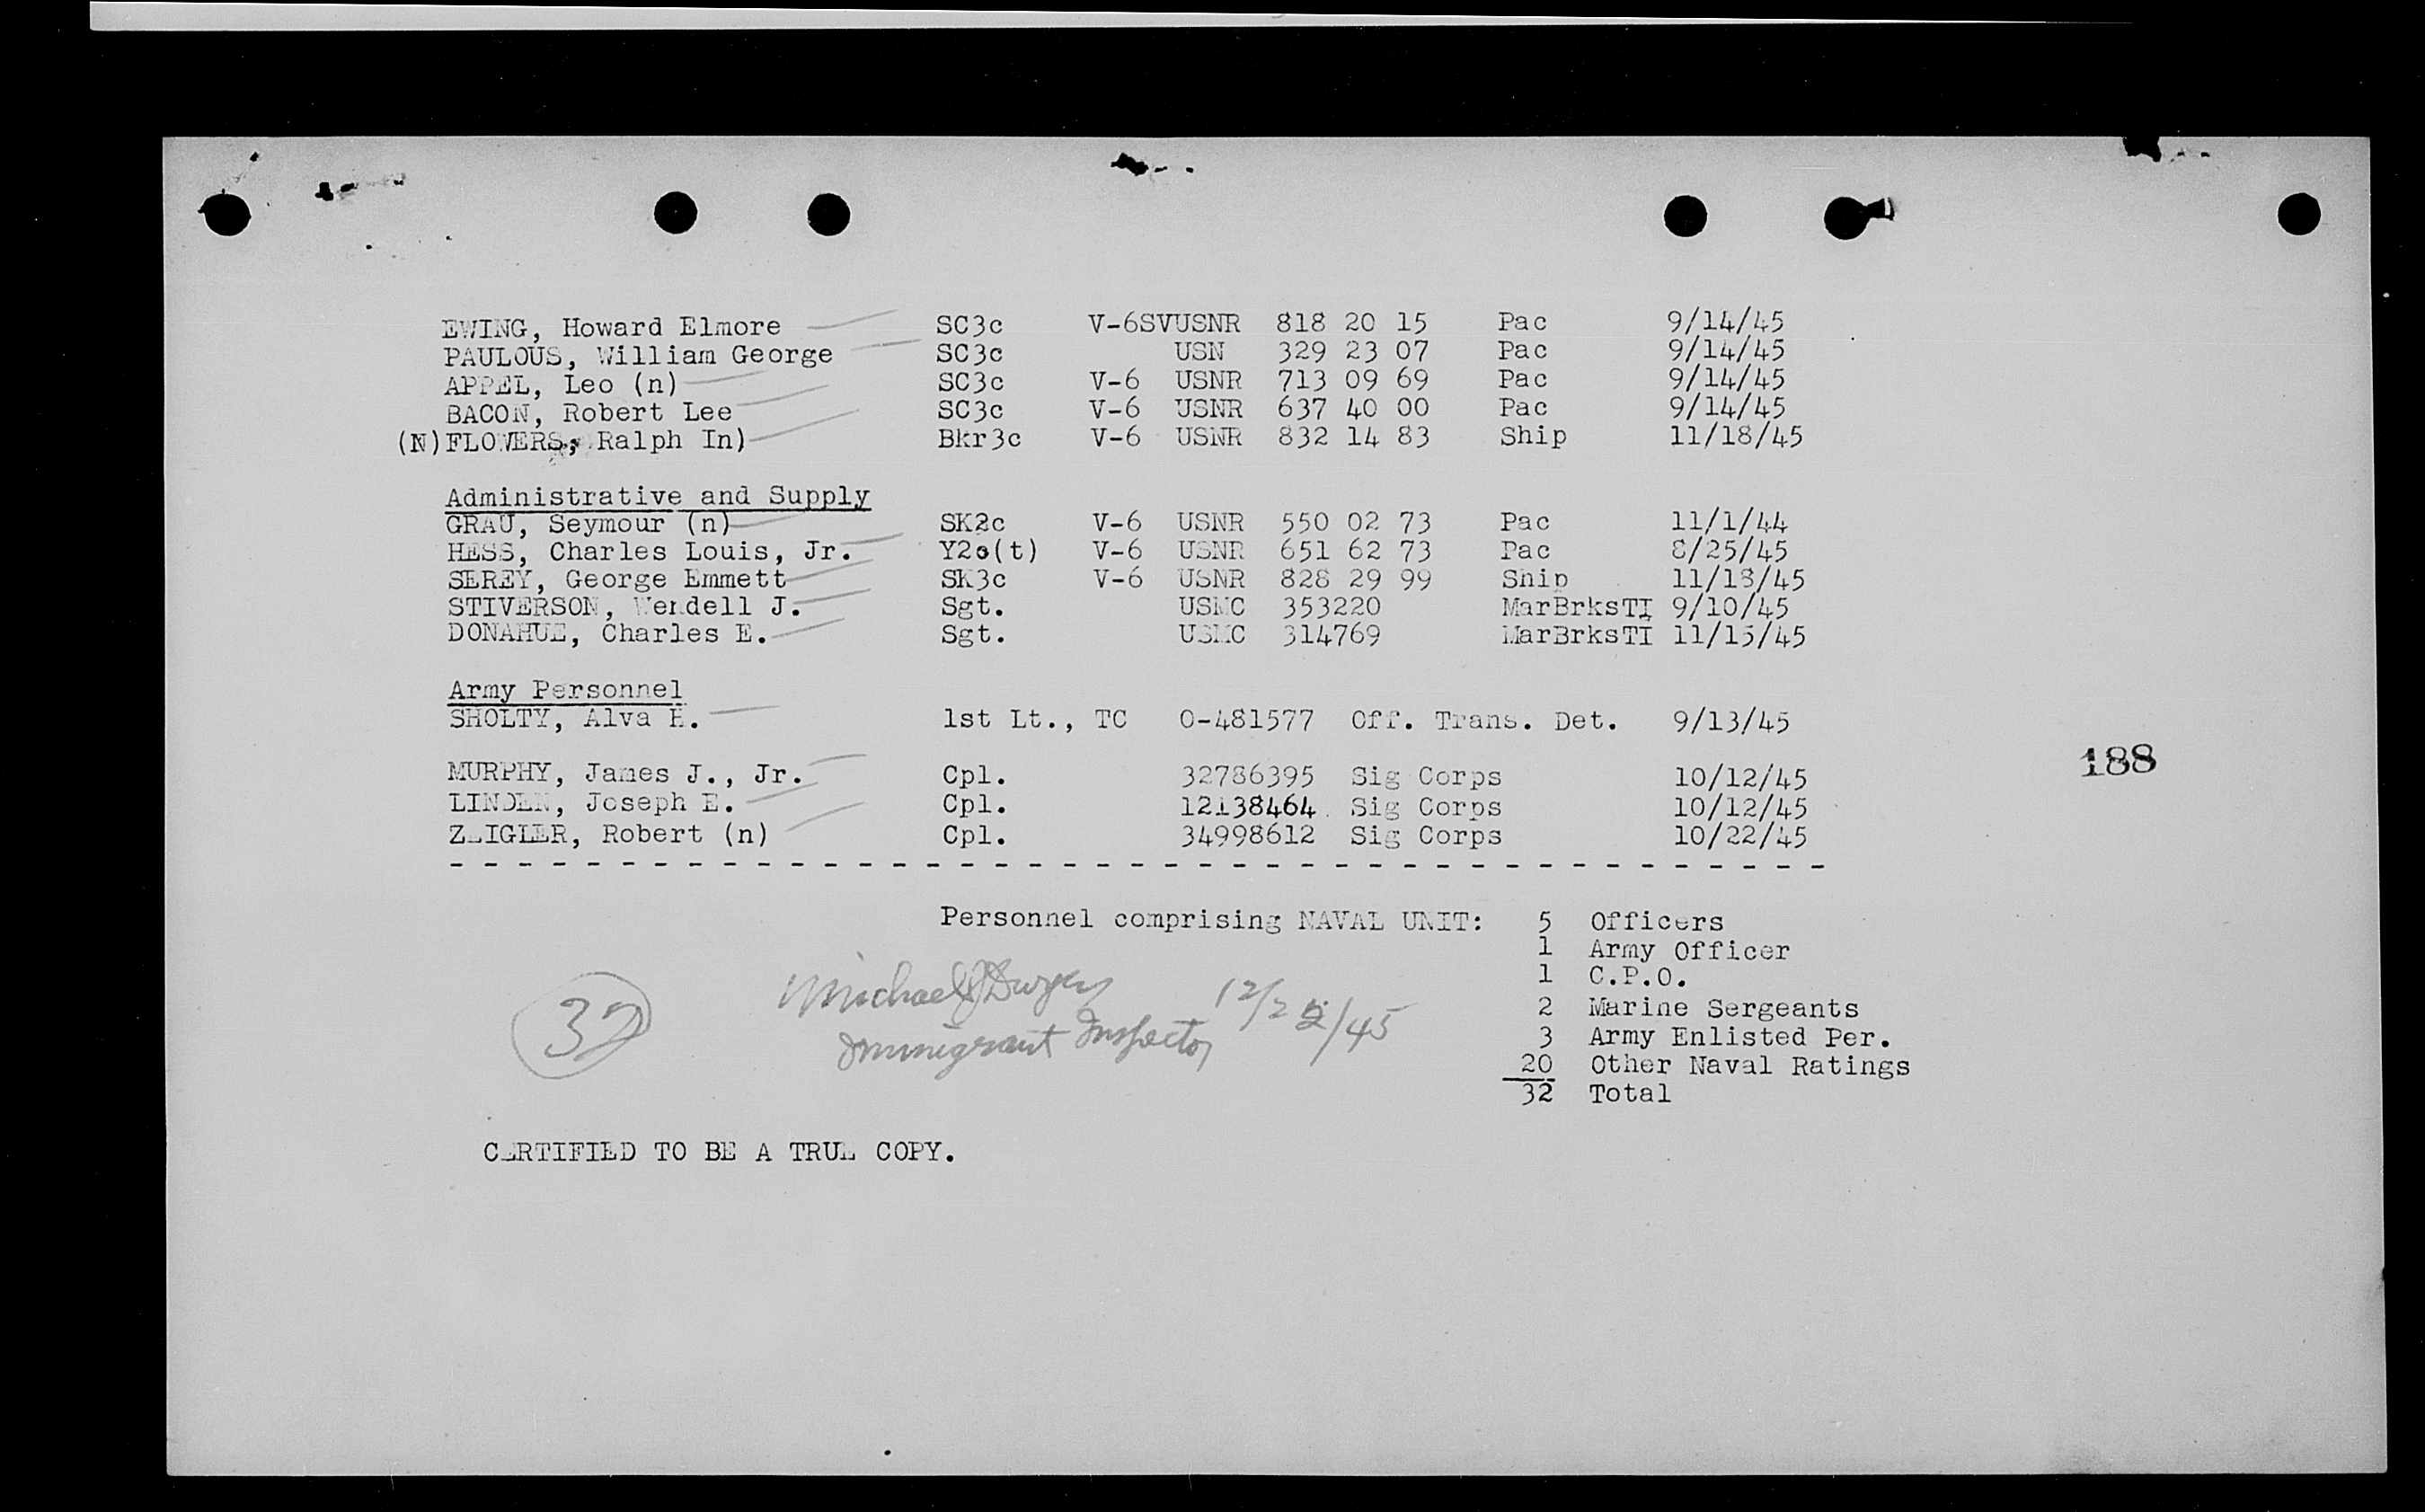 EWING, Howard Elmore SC3c V-6SVUSNR 818 20 15 Pac 9/14/45
PAULOUS, William George SC3c USN 329 23 07 Pac 9/14/45
APPEL, Leo (n) SC3c V-6 USNR 713 09 69 Pac 9/14/45
BACON, Robert Lee SC3c V-6 USNR 637 40 00 Pac 9/14/45
(N)FLOWERS, Ralph In) Bkr3c V-6 USNR 832 14 83 Ship 11/18/45
Administrative and Supply
GRAU, Seymour (n) SK2c V-6 USNR 550 02 73 Pac 11/1/44
HESS, Charles Louis, Jr. Y2c(t) V-6 USNR 651 62 73 Pac 8/25/45
SEREY, George Emmett SK3c V-6 USNR 828 29 99 Ship 11/18/45
STIVERSON, Wendell J. Sgt. USMC 353220 MarBrksTI 9/10/45
DONAHUE, Charles E. Sgt. USMC 314769 MarBrksTI 11/15/45
Army Personnel
SHOLTY, Alva H. 1st Lt., TC O-481577 Off. Trans. Det. 9/13/45
188
MURPHY, James J., Jr. Cpl. 32786395 Sig Corps 10/12/45
LINDEN, Joseph E. Cpl. 12138464 Sig Corps 10/12/45
ZEIGLER, Robert (n) Cpl. 34998612 Sig Corps 10/22/45
Personnel comprising NAVAL UNIT: 5 Officers
1 Army Officer
1 C.P.O.
2 Marine Sergeants
3 Army Enlisted Per.
20 Other Naval Ratings
32 Total
32
Michael
Immigrant Inspector
CERTIFIED TO BE A TRUE COPY.